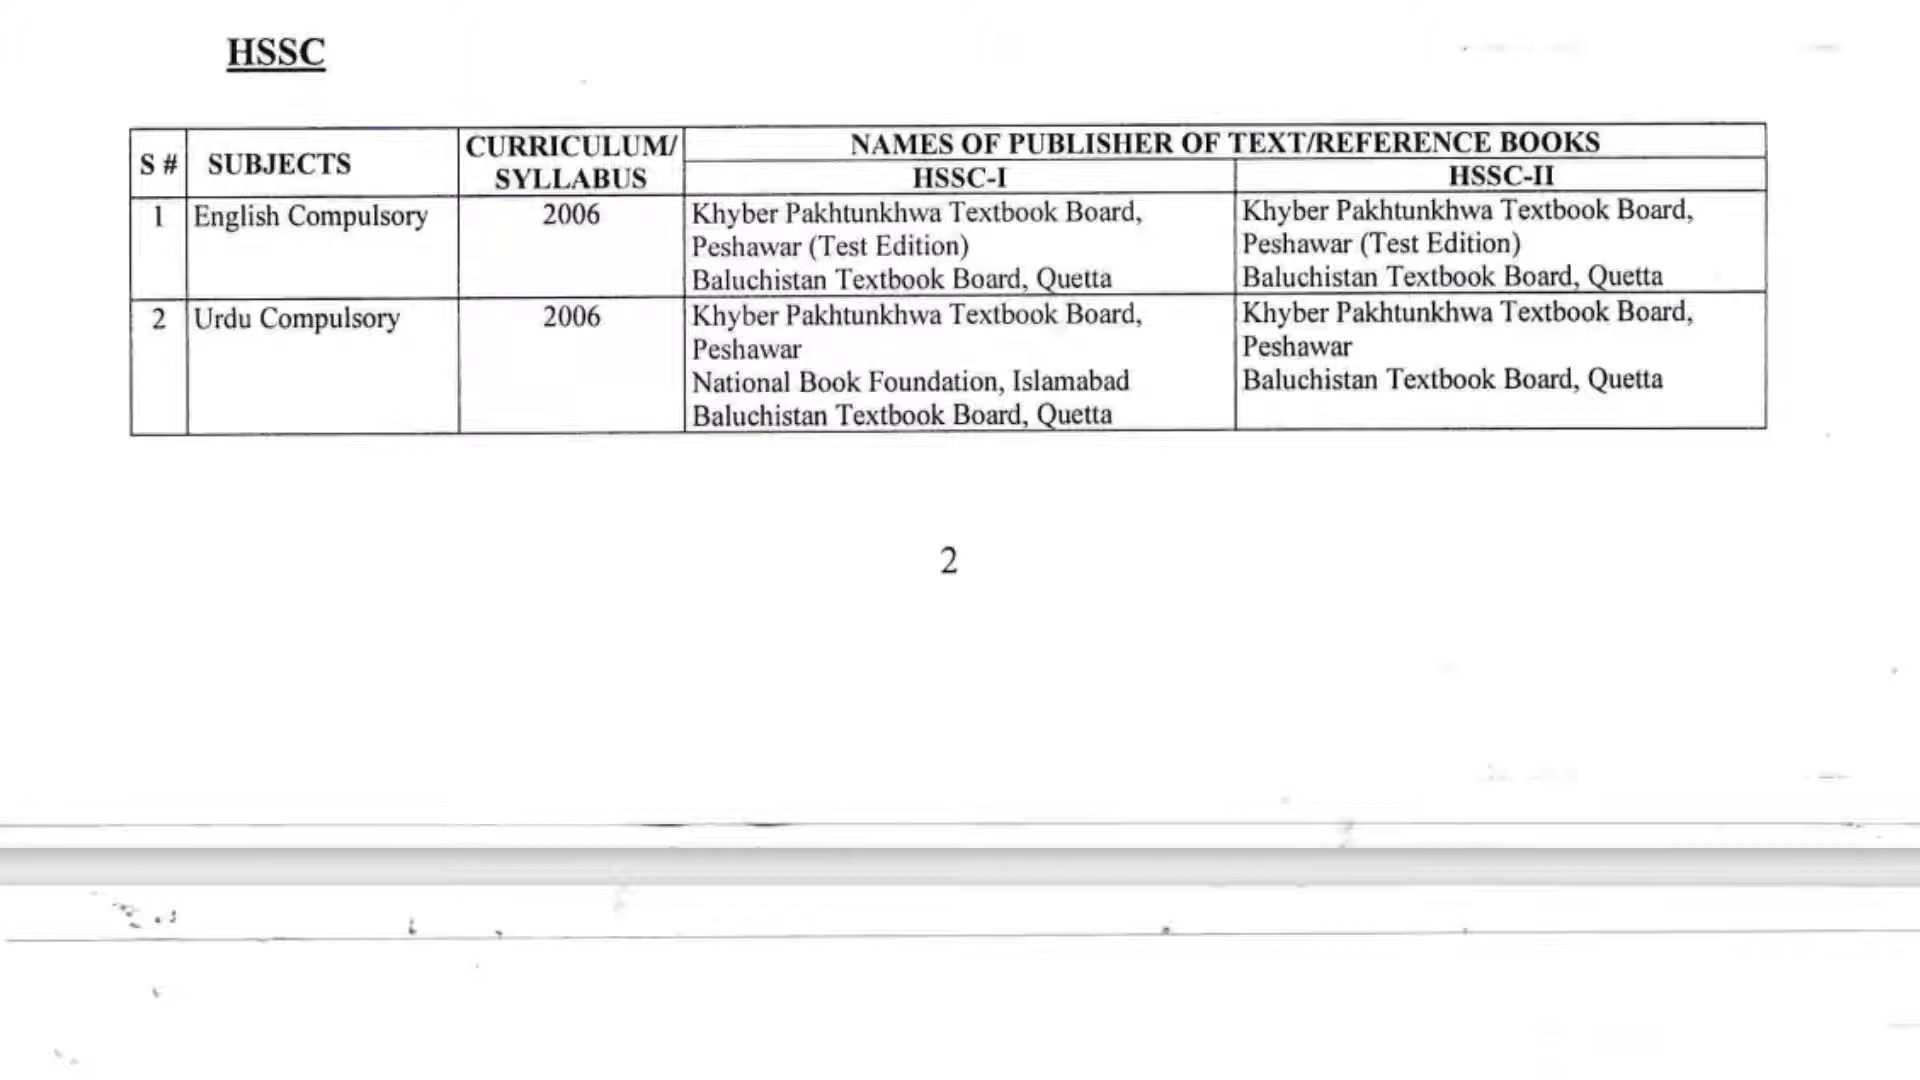 HSSC
S # SUBJECTS CURRICULUM/ SYLLABUS NAMES OF PUBLISHER OF TEXT/REFERENCE BOOKS
HSSC-I HSSC-II
1 English Compulsory 2006 Khyber Pakhtunkhwa Textbook Board, Khyber Pakhtunkhwa Textbook Board,
Peshawar (Test Edition) Peshawar (Test Edition)
Baluchistan Textbook Board, Quetta Baluchistan Textbook Board, Quetta
2 Urdu Compulsory 2006 Khyber Pakhtunkhwa Textbook Board, Khyber Pakhtunkhwa Textbook Board,
Peshawar Peshawar
National Book Foundation, Islamabad Baluchistan Textbook Board, Quetta
Baluchistan Textbook Board, Quetta
2